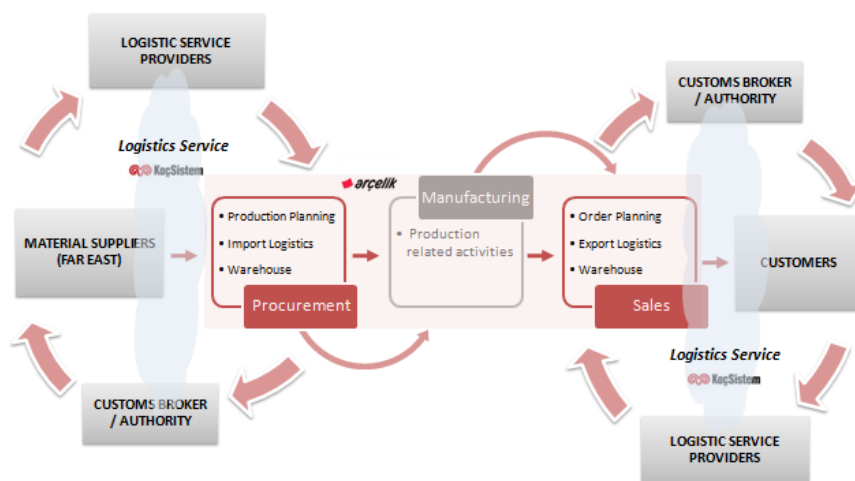 LOGISTIC SERVICE
PROVIDERS
CUSTOMS BROKER
/ AUTHORITY
Logistics Service
KoçSistem
arçelik
Manufacturing
• Production Planning
• Import Logistics
• Warehouse
• Production
related activities
• Order Planning
• Export Logistics
• Warehouse
MATERIAL SUPPLIERS
(FAR EAST)
CUSTOMERS
Procurement
Sales
Logistics Service
KoçSistem
CUSTOMS BROKER
/ AUTHORITY
LOGISTIC SERVICE
PROVIDERS